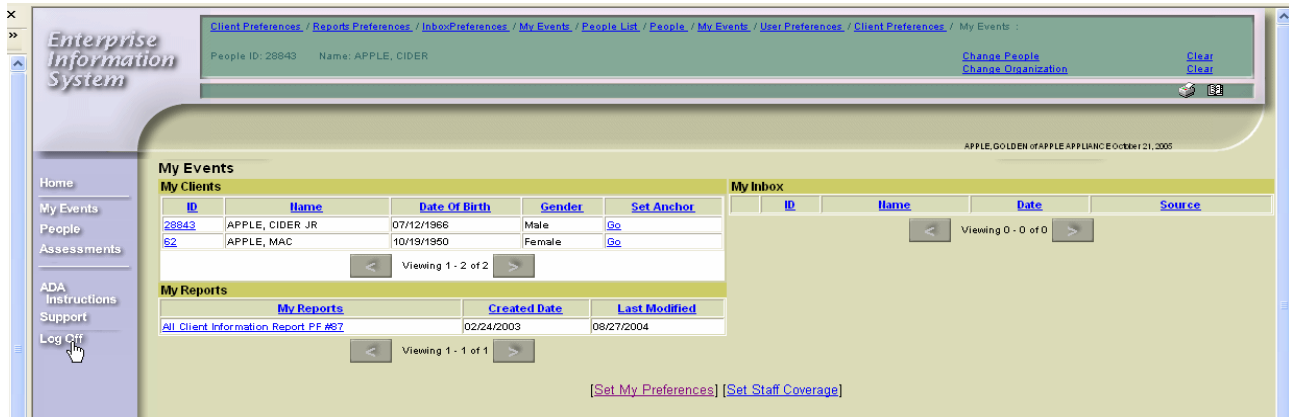 Enterprise
Information
System
Client Preferences / Reports Preferences / InboxPreferences / My Events / People List / People / My Events / User Preferences / Client Preferences / My Events :
People ID: 28843 Name: APPLE, CIDER
Change People Clear
Change Organization Clear
APPLE, GOLDEN of APPLE APPLIANCE October 21, 2005
Home
My Events
People
Assessments
ADA
Instructions
Support
Log Off
My Events
My Clients
ID Name Date Of Birth Gender Set Anchor
28843 APPLE, CIDER JR 07/12/1966 Male Go
62 APPLE, MAC 10/19/1950 Female Go
< Viewing 1 - 2 of 2 >
My Reports
My Reports Created Date Last Modified
All Client Information Report PF #87 02/24/2003 08/27/2004
< Viewing 1 - 1 of 1 >
My Inbox
ID Name Date Source
< Viewing 0 - 0 of 0 >
[Set My Preferences] [Set Staff Coverage]